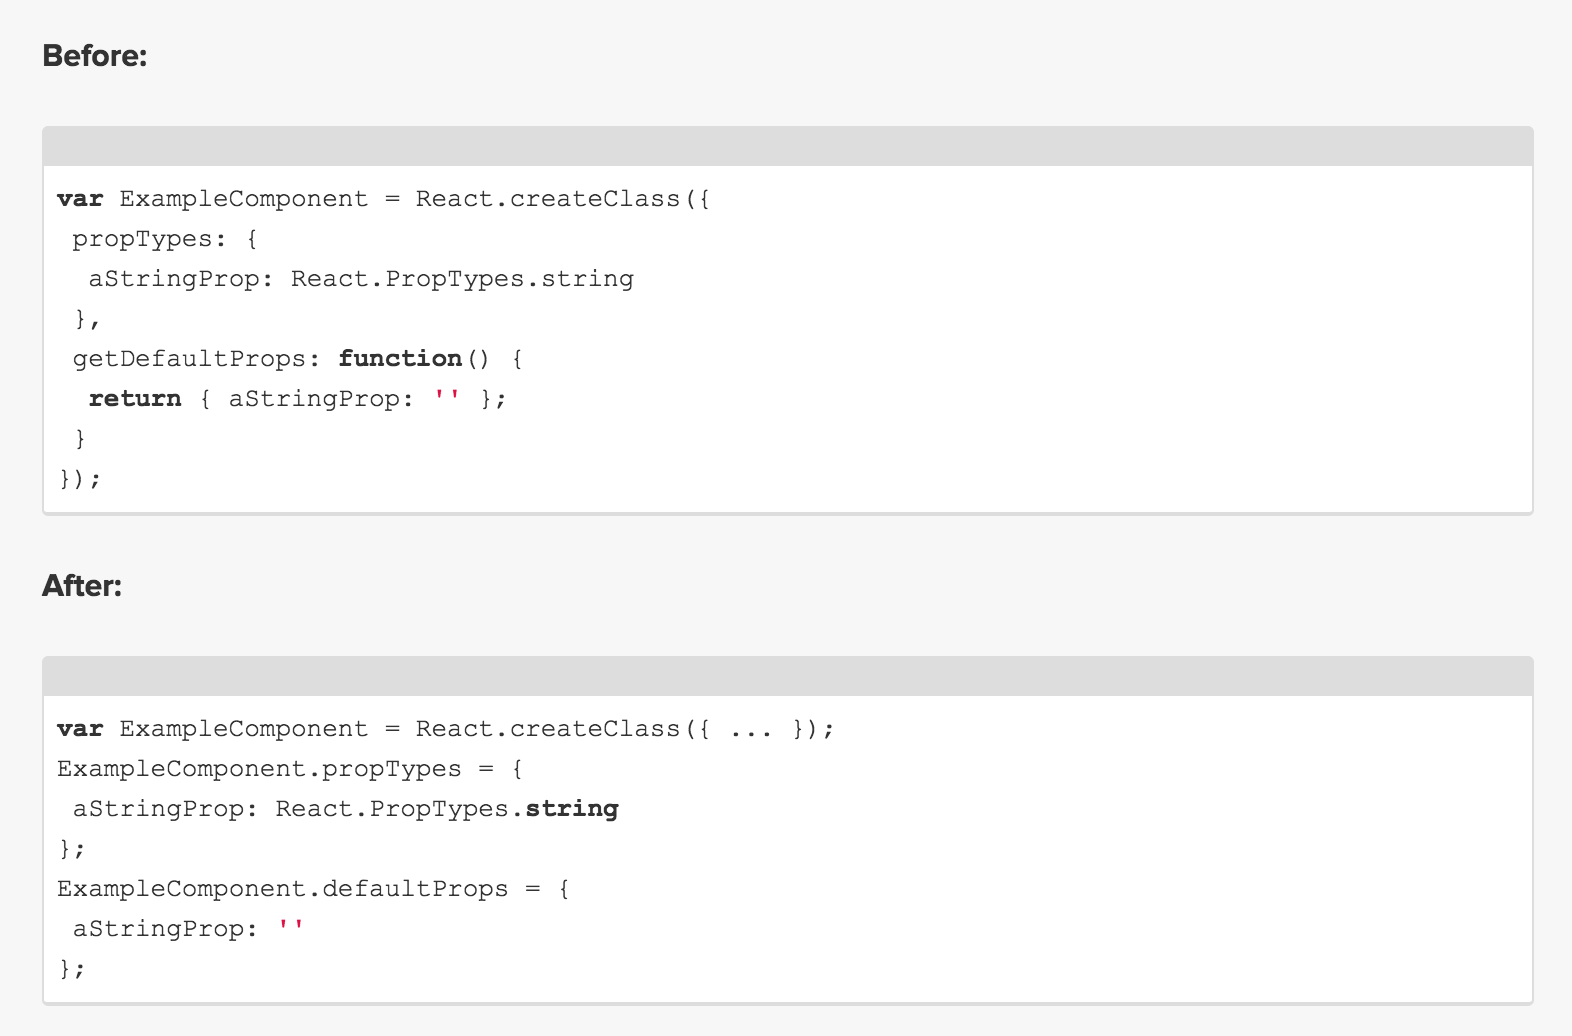 Before:
var ExampleComponent = React.createClass({
 propTypes: {
  aStringProp: React.PropTypes.string
 },
 getDefaultProps: function() {
  return { aStringProp: '' };
 }
});
After:
var ExampleComponent = React.createClass({ ... });
ExampleComponent.propTypes = {
 aStringProp: React.PropTypes.string
};
ExampleComponent.defaultProps = {
 aStringProp: ''
};